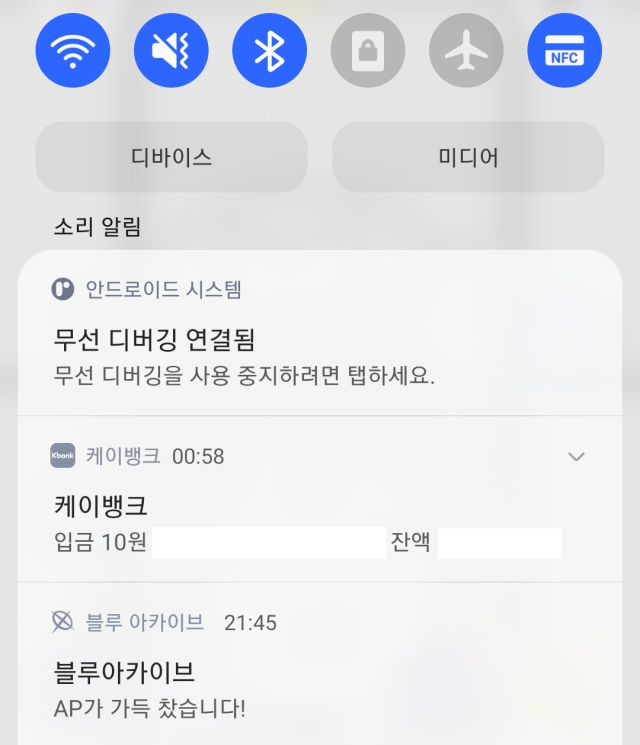 NFC
디바이스
미디어
소리 알림
안드로이드 시스템
무선 디버깅 연결됨
무선 디버깅을 사용 중지하려면 탭하세요.
Kbank 케이뱅크 00:58
케이뱅크
입금 10원 잔액
블루 아카이브 21:45
블루아카이브
AP가 가득 찼습니다!